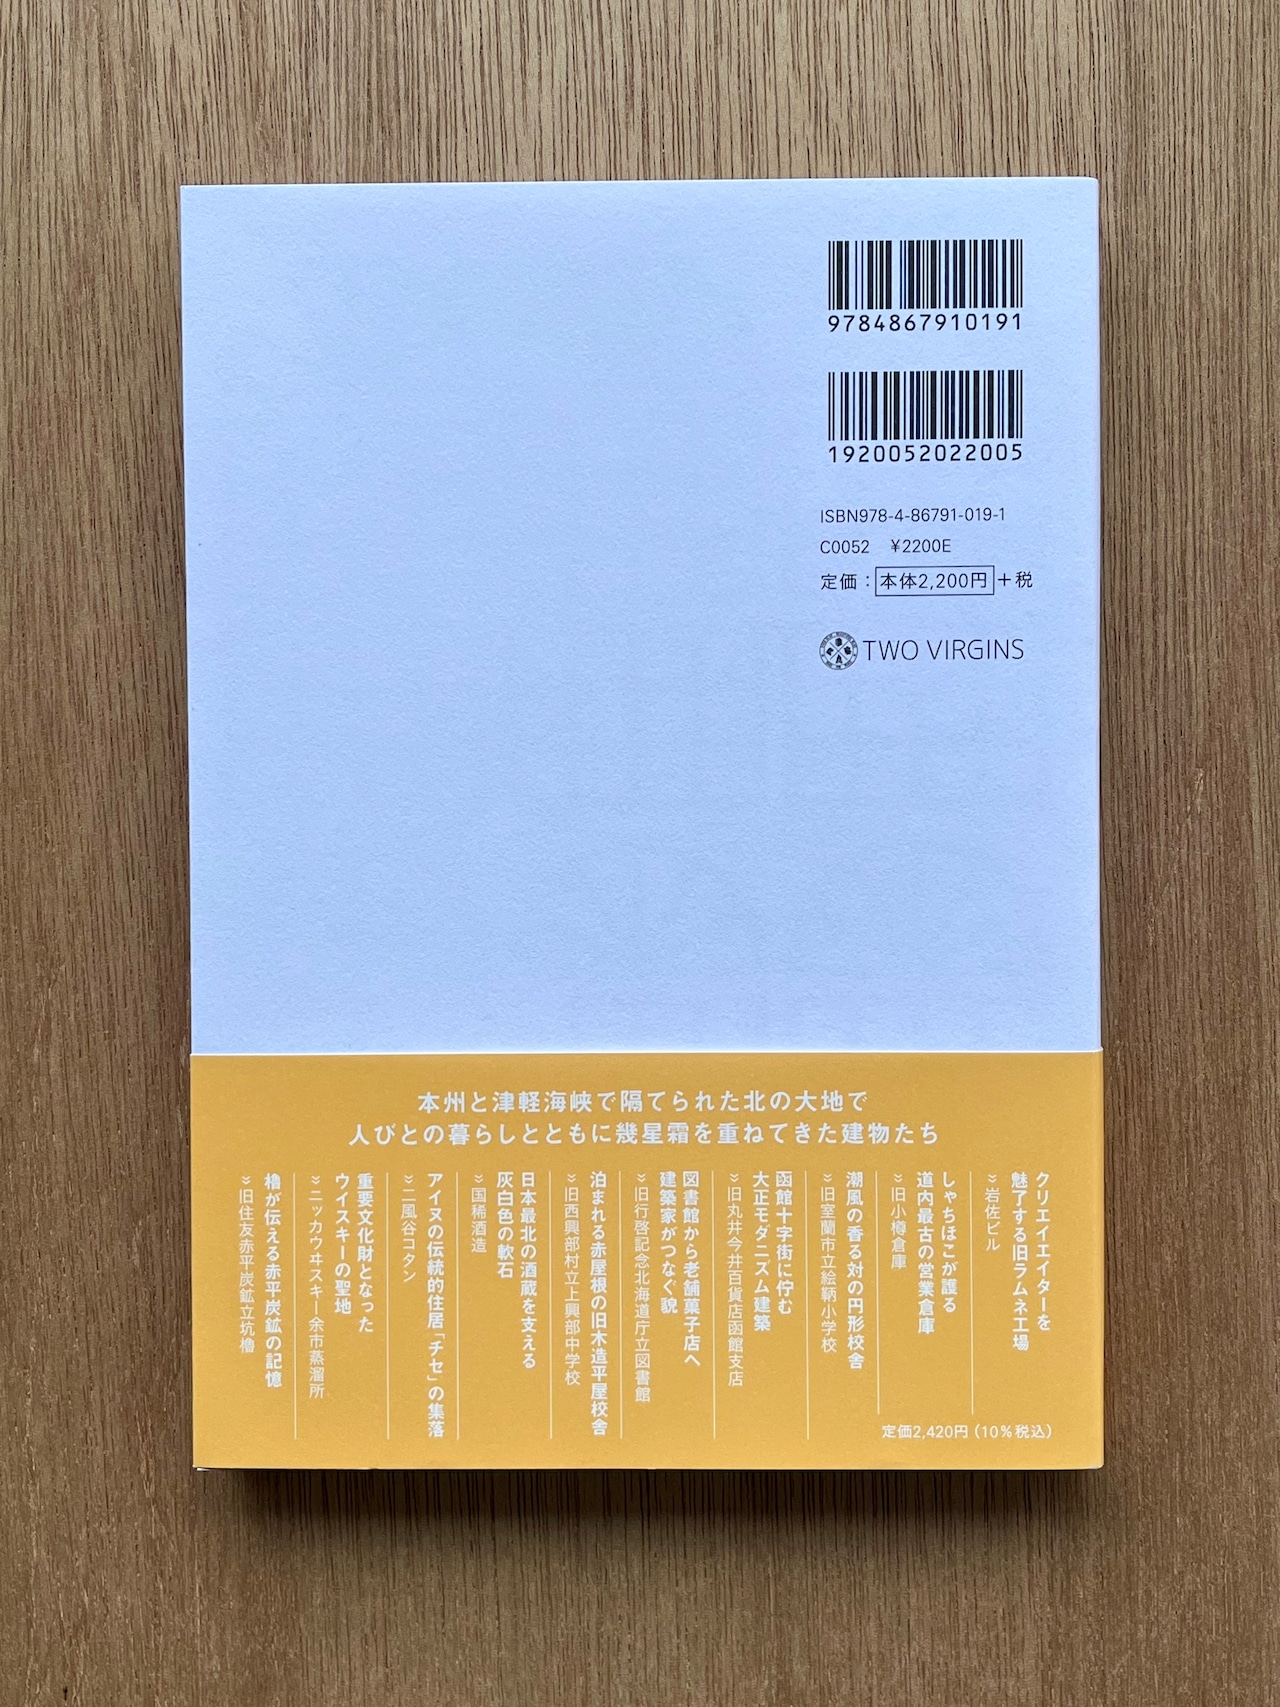 9784867910191
1920052022005
ISBN978-4-86791-019-1
C0052 ¥2200E
定価：本体2,200円＋税
TWO VIRGINS
本州と津軽海峡で隔てられた北の大地で
人びとの暮らしとともに幾星霜を重ねてきた建物たち
クリエイエイターを
魅了する旧ラムネ工場
岩佐ビル
しゃちほこが護る
道内最古の営業倉庫
旧小樽倉庫
潮風の香る対の円形校舎
旧室蘭市立絵鞆小学校
函館十字街に佇む
大正モダニズム建築
旧丸井今井百貨店函館支店
図書館から老舗菓子店へ
建築家がつなぐ貌
旧行啓記念北海道庁立図書館
泊まれる赤屋根の旧木造平屋校舎
旧西興部村立上興部中学校
日本最北の酒蔵を支える
灰白色の軟石
国稀酒造
アイヌの伝統的住居「チセ」の集落
二風谷コタン
重要文化財となった
ウイスキーの聖地
ニッカウヰスキー余市蒸溜所
櫓が伝える赤平炭鉱の記憶
旧住友赤平炭鉱立坑櫓
定価2,420円（10％税込）